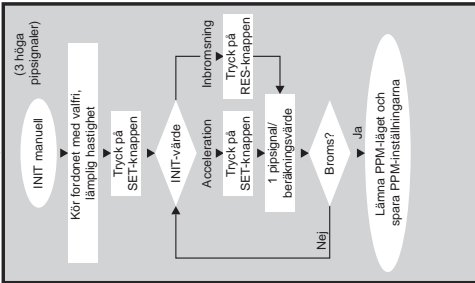 (3 höga
pipsignaler)
INIT manuell
Kör fordonet med valfri,
lämplig hastighet
Tryck på
SET-knappen
INIT-värde
Acceleration
Inbromsning
Tryck på
SET-knappen
Tryck på
RES-knappen
1 pipsignal/
beräkningsvärde
Broms?
Nej
Ja
Lämna PPM-läget och
spara PPM-inställningarna